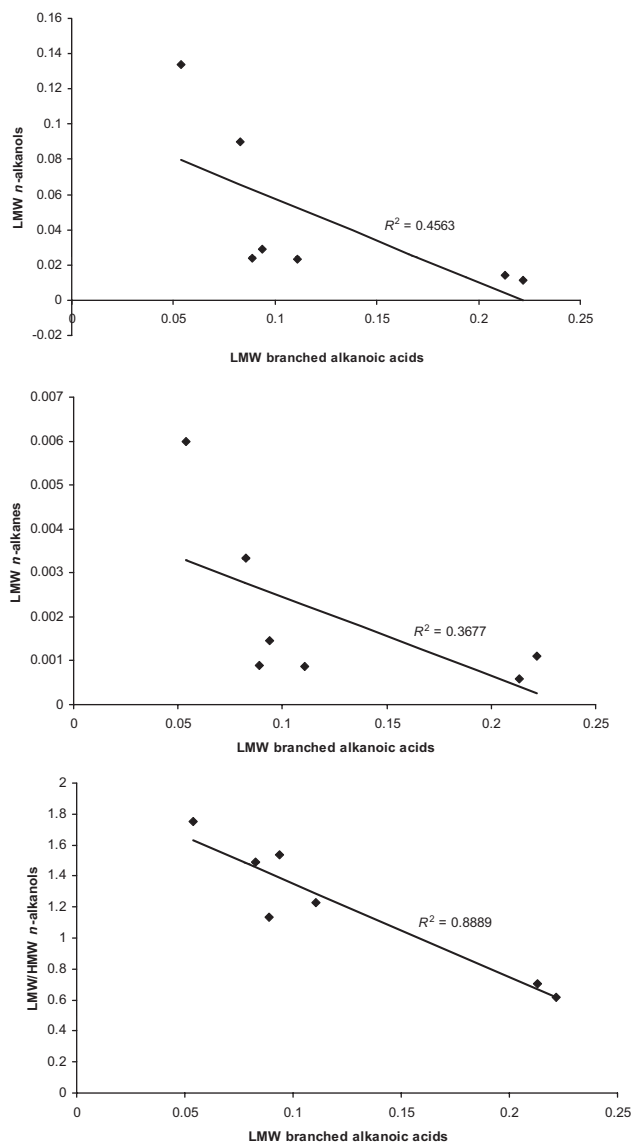 0.16
0.14
0.12
0.1
0.08
0.06
0.04
0.02
0
-0.02
LMW n-alkanols
R² = 0.4563
0 0.05 0.1 0.15 0.2 0.25
LMW branched alkanoic acids
0.007
0.006
0.005
0.004
0.003
0.002
0.001
0
LMW n-alkanes
R² = 0.3677
0 0.05 0.1 0.15 0.2 0.25
LMW branched alkanoic acids
2
1.8
1.6
1.4
1.2
1
0.8
0.6
0.4
0.2
0
LMW/HMW n-alkanols
R² = 0.8889
0 0.05 0.1 0.15 0.2 0.25
LMW branched alkanoic acids